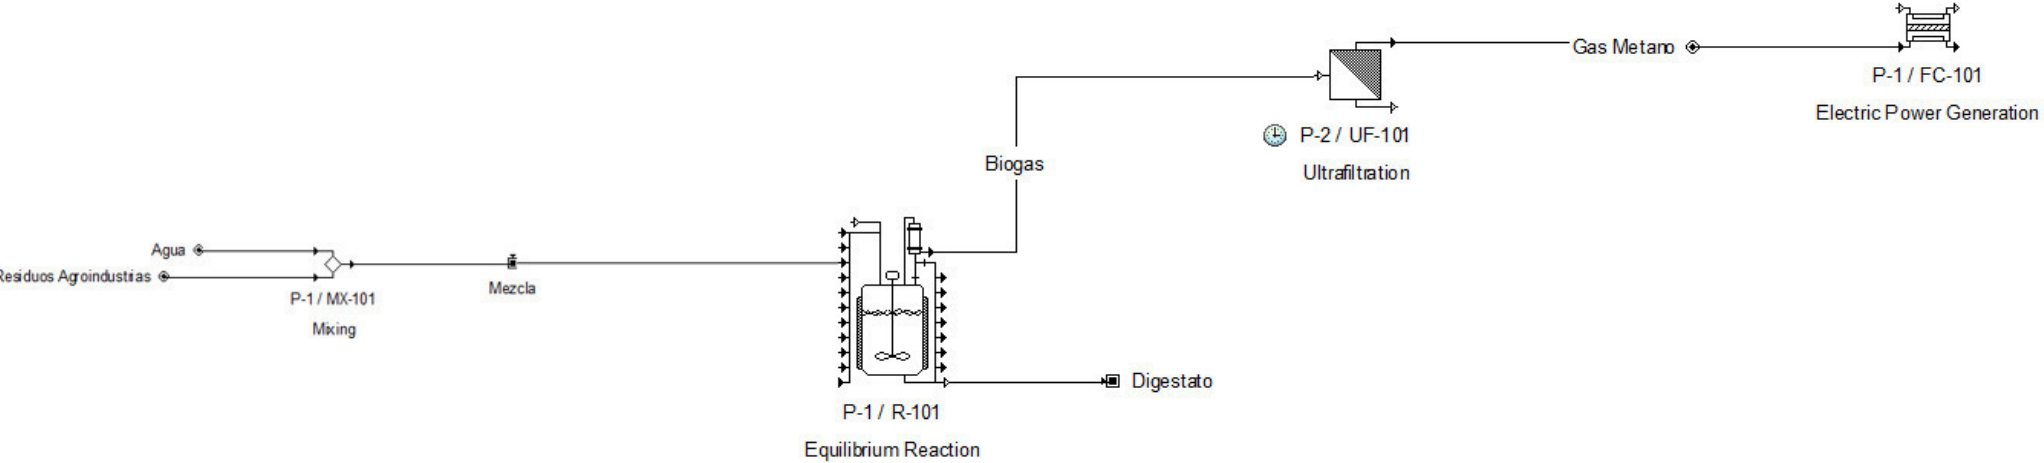 Gas Metano
P-1 / FC-101
Electric Power Generation
P-2 / UF-101
Ultrafiltration
Biogas
Agua
Residuos Agroindustrias
P-1 / MX-101
Mixing
Mezcla
Digestato
P-1 / R-101
Equilibrium Reaction